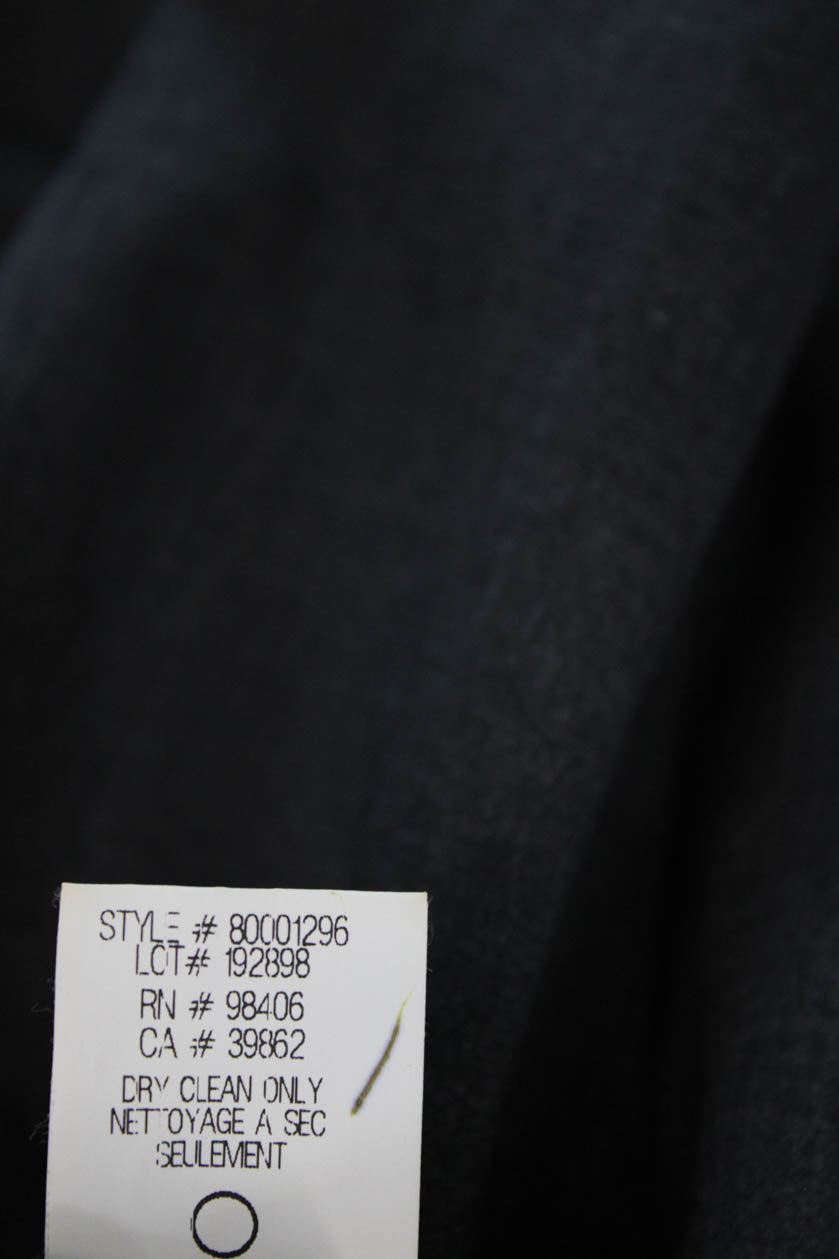 STYLE # 80001296
LOT# 192898
RN # 98406
CA # 39862
DRY CLEAN ONLY
NETTOYAGE A SEC
SEULEMENT